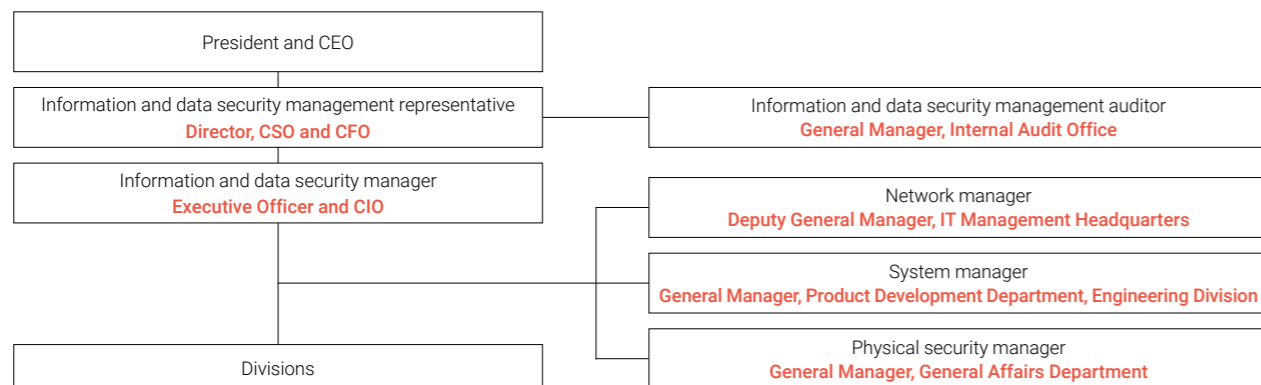 President and CEO
Information and data security management representative
Director, CSO and CFO
Information and data security management auditor
General Manager, Internal Audit Office
Information and data security manager
Executive Officer and CIO
Network manager
Deputy General Manager, IT Management Headquarters
System manager
General Manager, Product Development Department, Engineering Division
Physical security manager
General Manager, General Affairs Department
Divisions